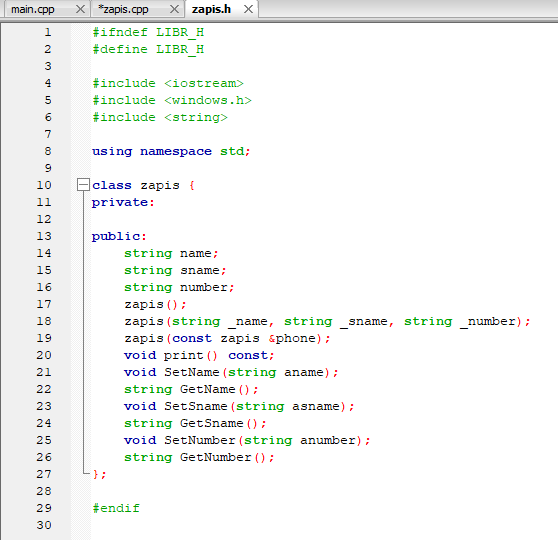 main.cpp *zapis.cpp zapis.h
1 #ifndef LIBR_H
2 #define LIBR_H
3
4 #include <iostream>
5 #include <windows.h>
6 #include <string>
7
8 using namespace std;
9
10 class zapis {
11 private:
12
13 public:
14 string name;
15 string sname;
16 string number;
17 zapis();
18 zapis(string _name, string _sname, string _number);
19 zapis(const zapis &phone);
20 void print() const;
21 void SetName(string aname);
22 string GetName();
23 void SetSname(string asname);
24 string GetSname();
25 void SetNumber(string anumber);
26 string GetNumber();
27 };
28
29 #endif
30